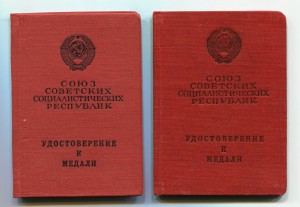 СОЮЗ
СОВЕТСКИХ
СОЦИАЛИСТИЧЕСКИХ
РЕСПУБЛИК
УДОСТОВЕРЕНИЕ
К
МЕДАЛИ
СОЮЗ
СОВЕТСКИХ
СОЦИАЛИСТИЧЕСКИХ
РЕСПУБЛИК
УДОСТОВЕРЕНИЕ
К
МЕДАЛИ